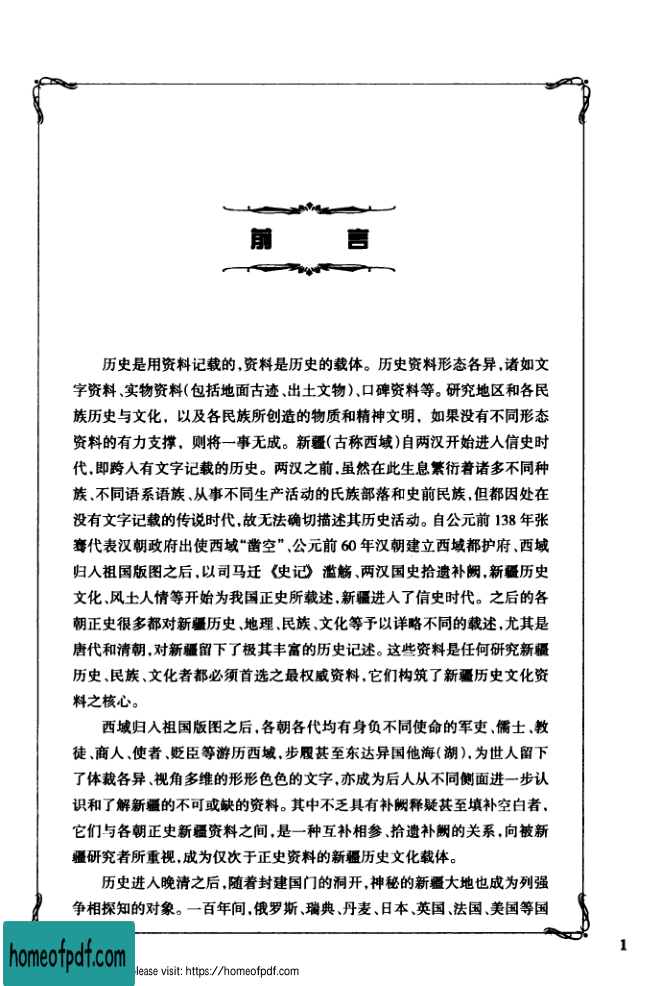 前 言
历史是用资料记载的,资料是历史的载体。历史资料形态各异,诸如文
字资料、实物资料(包括地面古迹、出土文物)、口碑资料等。研究地区和各民
族历史与文化，以及各民族所创造的物质和精神文明，如果没有不同形态
资料的有力支撑，则将一事无成。新疆(古称西域)自两汉开始进入信史时
代,即跨入有文字记载的历史。两汉之前,虽然在此生息繁衍着诸多不同种
族、不同语系语族、从事不同生产活动的氏族部落和史前民族,但都因处在
没有文字记载的传说时代,故无法确切描述其历史活动。自公元前 138 年张
骞代表汉朝政府出使西域“凿空”、公元前 60 年汉朝建立西域都护府、西域
归入祖国版图之后,以司马迁《史记》滥觞、两汉国史拾遗补阙,新疆历史
文化、风土人情等开始为我国正史所载述,新疆进入了信史时代。之后的各
朝正史很多都对新疆历史、地理、民族、文化等予以详略不同的载述,尤其是
唐代和清朝,对新疆留下了极其丰富的历史记述。这些资料是任何研究新疆
历史、民族、文化者都必须首选之最权威资料,它们构筑了新疆历史文化资
料之核心。
西域归入祖国版图之后,各朝各代均有身负不同使命的军吏、儒士、教
徒、商人、使者、贬臣等游历西域,步履甚至东达异国他海(湖),为世人留下
了体裁各异、视角多维的形形色色的文字,亦成为后人从不同侧面进一步认
识和了解新疆的不可或缺的资料。其中不乏具有补阙释疑甚至填补空白者,
它们与各朝正史新疆资料之间,是一种互补相参、拾遗补阙的关系,向被新
疆研究者所重视,成为仅次于正史资料的新疆历史文化载体。
历史进入晚清之后,随着封建国门的洞开,神秘的新疆大地也成为列强
争相探知的对象。一百年间,俄罗斯、瑞典、丹麦、日本、英国、法国、美国等国
1
homeofpdf.com
lease visit: https://homeofpdf.com